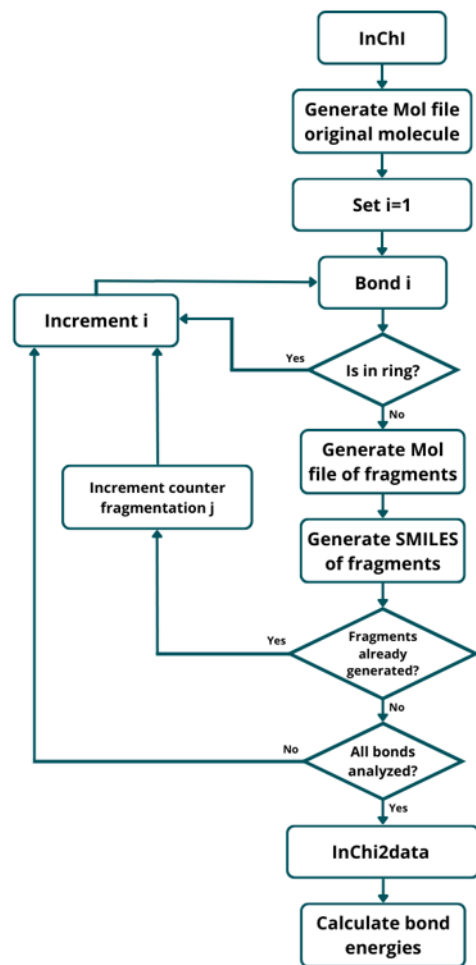 InChI
Generate Mol file
original molecule
Set i=1
Bond i
Increment i
Yes
Is in ring?
No
Generate Mol
file of fragments
Increment counter
fragmentation j
Generate SMILES
of fragments
Yes
Fragments
already
generated?
No
No
All bonds
analyzed?
Yes
InChi2data
Calculate bond
energies